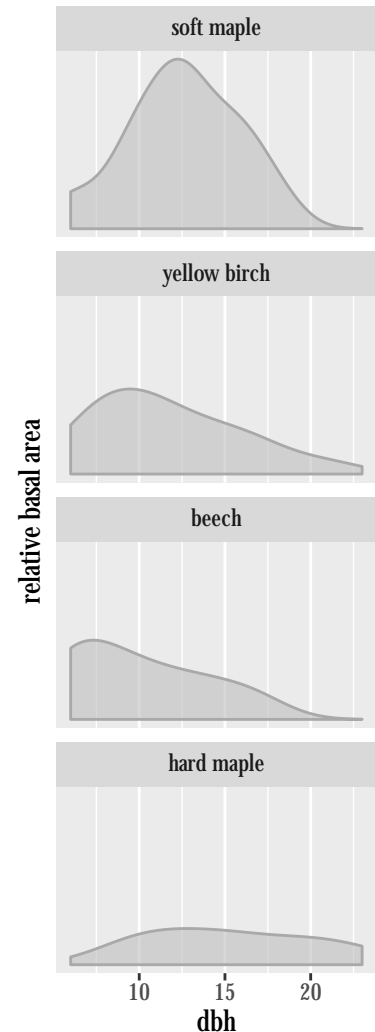 soft maple
yellow birch
relative basal area
beech
hard maple
10 15 20
dbh